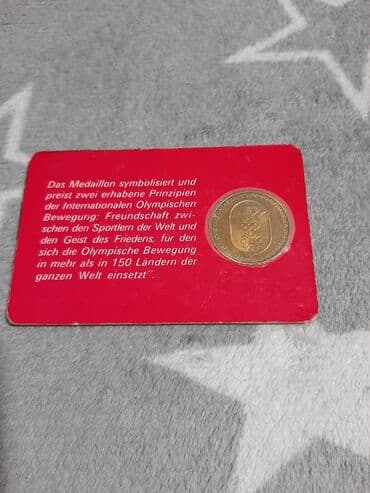 Das Medaillon symbolisiert und
preist zwei erhabene Prinzipien
der Internationalen Olympischen
Bewegung: Freundschaft zwi-
schen den Sportlern der Welt und
den Geist des Friedens, für den
sich die Olympische Bewegung
in mehr als in 150 Ländern der
ganzen Welt einsetzt".